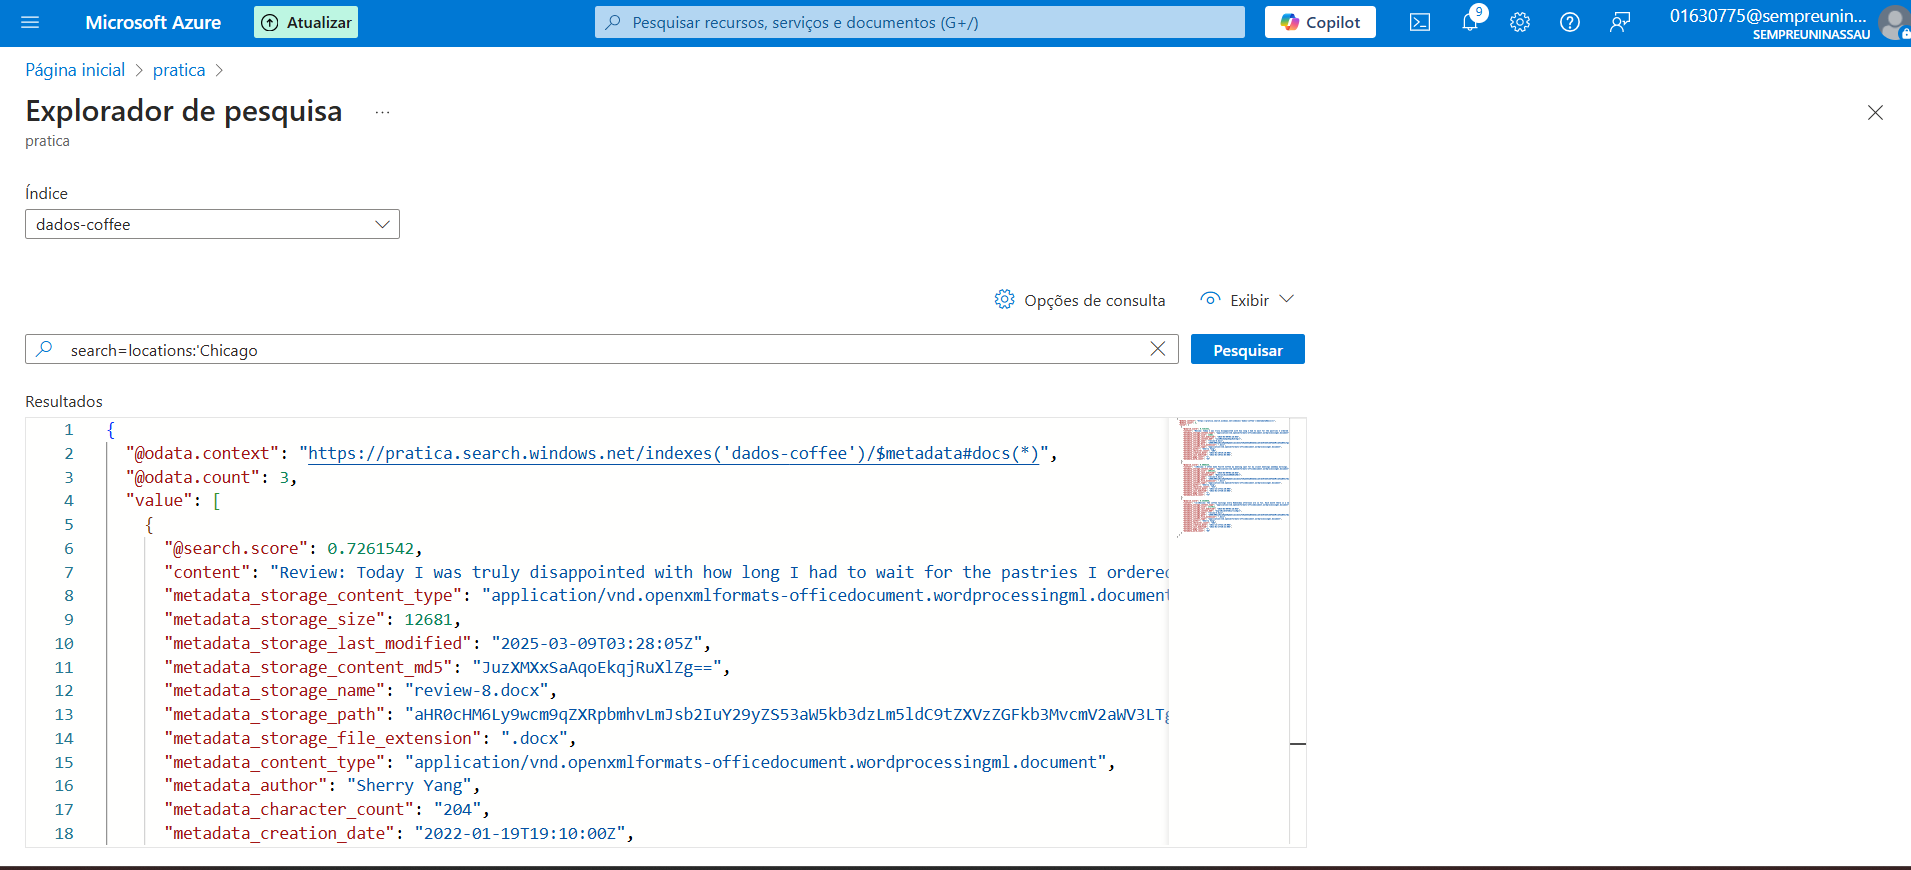 Microsoft Azure
Atualizar
Pesquisar recursos, serviços e documentos (G+/)
Copilot
9
01630775@sempreunin...
SEMPREUNINASSAU
Página inicial > pratica >
Explorador de pesquisa ...
pratica
Índice
dados-coffee
Opções de consulta
Exibir
search=locations:'Chicago
Pesquisar
Resultados
1 {
2 "@odata.context": "https://pratica.search.windows.net/indexes('dados-coffee')/$metadata#docs(*)",
3 "@odata.count": 3,
4 "value": [
5 {
6 "@search.score": 0.7261542,
7 "content": "Review: Today I was truly disappointed with how long I had to wait for the pastries I ordered
8 "metadata_storage_content_type": "application/vnd.openxmlformats-officedocument.wordprocessingml.document
9 "metadata_storage_size": 12681,
10 "metadata_storage_last_modified": "2025-03-09T03:28:05Z",
11 "metadata_storage_content_md5": "JuzXMXxSaAqoEkqjRuXlZg==",
12 "metadata_storage_name": "review-8.docx",
13 "metadata_storage_path": "aHR0cHM6Ly9wcm9qZXRpbmhvLmJsb2IuY29yZS53aW5kb3dzLm5ldC9tZXVzZGFkb3MvcmV2aWV3LTg
14 "metadata_storage_file_extension": ".docx",
15 "metadata_content_type": "application/vnd.openxmlformats-officedocument.wordprocessingml.document",
16 "metadata_author": "Sherry Yang",
17 "metadata_character_count": "204",
18 "metadata_creation_date": "2022-01-19T19:10:00Z",